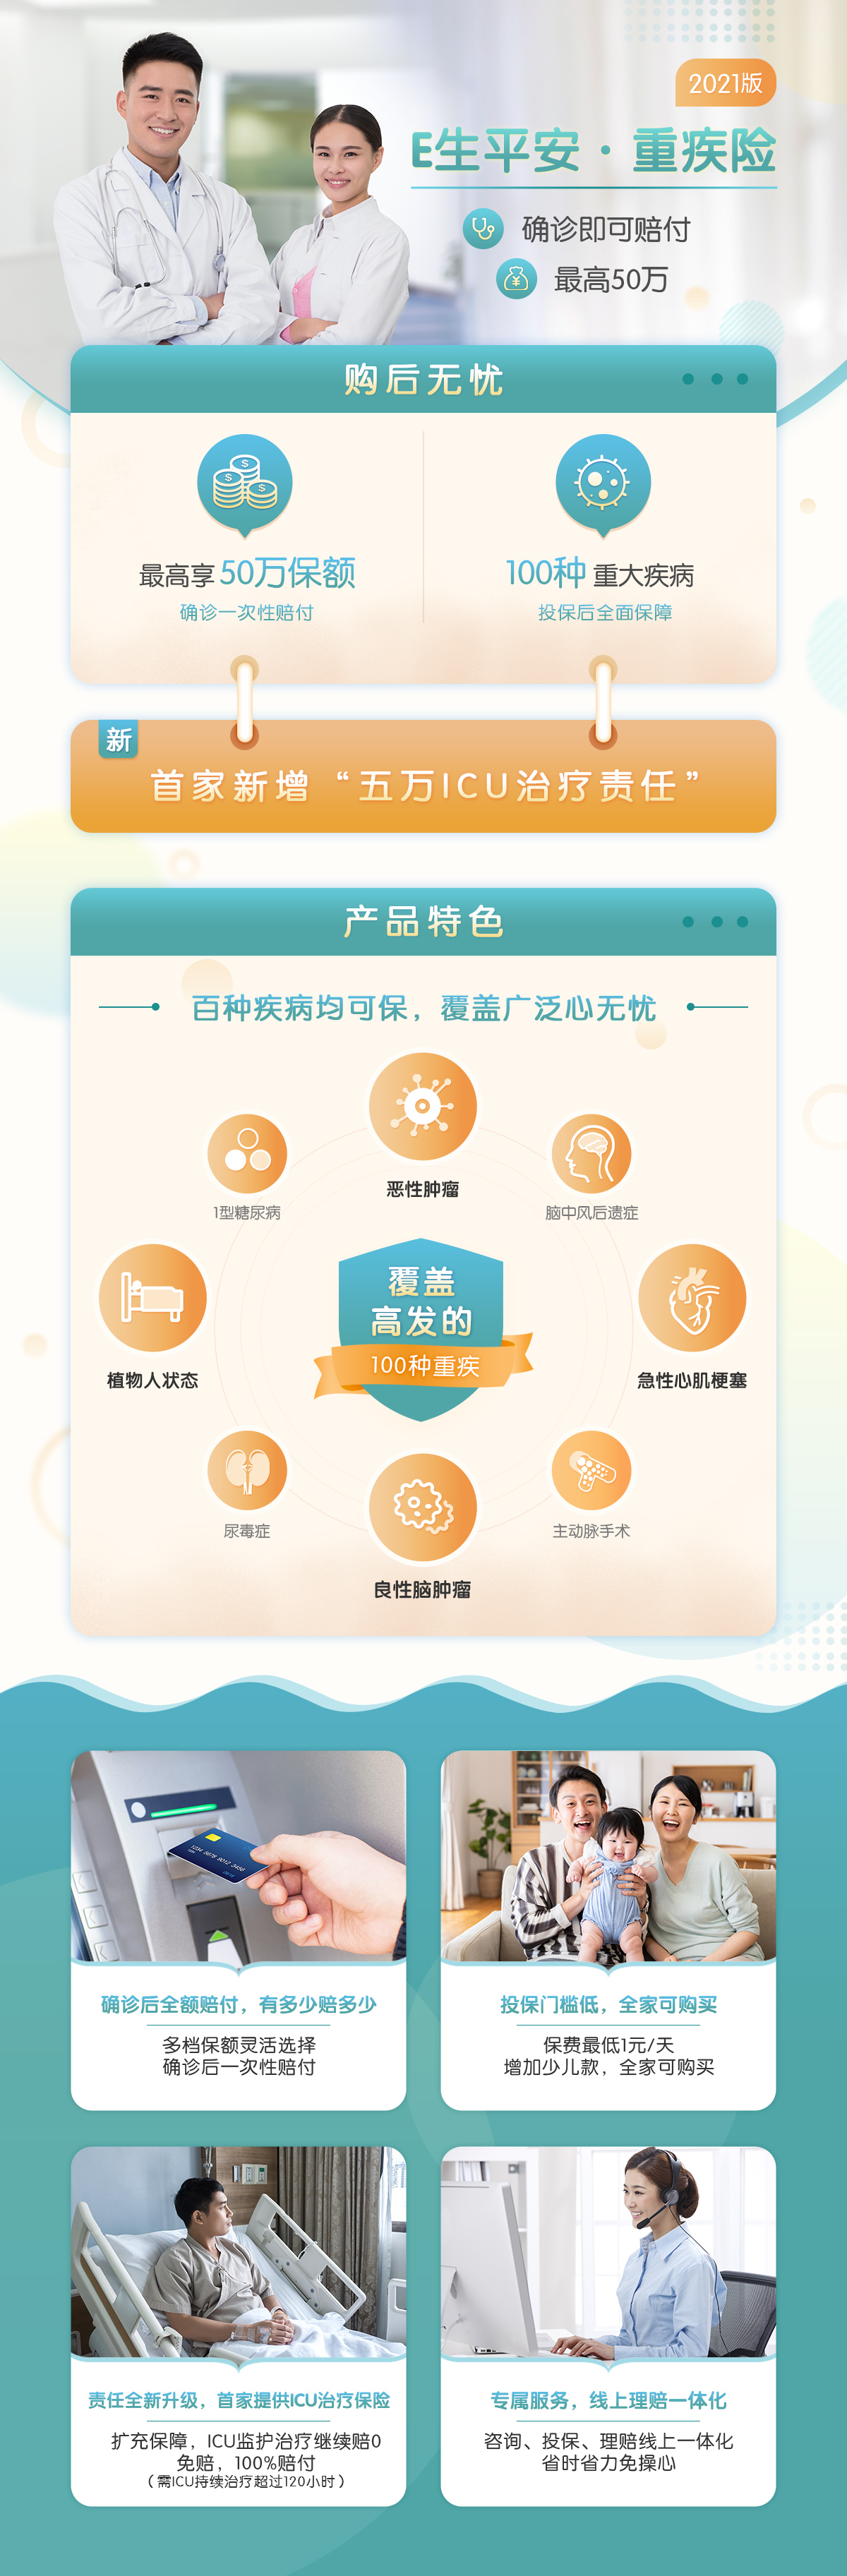 2021版
E生平安·重疾险
确诊即可赔付
最高50万
购后无忧
最高享50万保额
确诊一次性赔付
100种 重大疾病
投保后全面保障
新
首家新增“五万ICU治疗责任”
产品特色
百种疾病均可保，覆盖广泛心无忧
恶性肿瘤
1型糖尿病
脑中风后遗症
覆盖
高发的
100种重疾
植物人状态
急性心肌梗塞
尿毒症
主动脉手术
良性脑肿瘤
确诊后全额赔付，有多少赔多少
多档保额灵活选择
确诊后一次性赔付
投保门槛低，全家可购买
保费最低1元/天
增加少儿款，全家可购买
责任全新升级，首家提供ICU治疗保险
扩充保障，ICU监护治疗继续赔0
免赔，100%赔付
（需ICU持续治疗超过120小时）
专属服务，线上理赔一体化
咨询、投保、理赔线上一体化
省时省力免操心